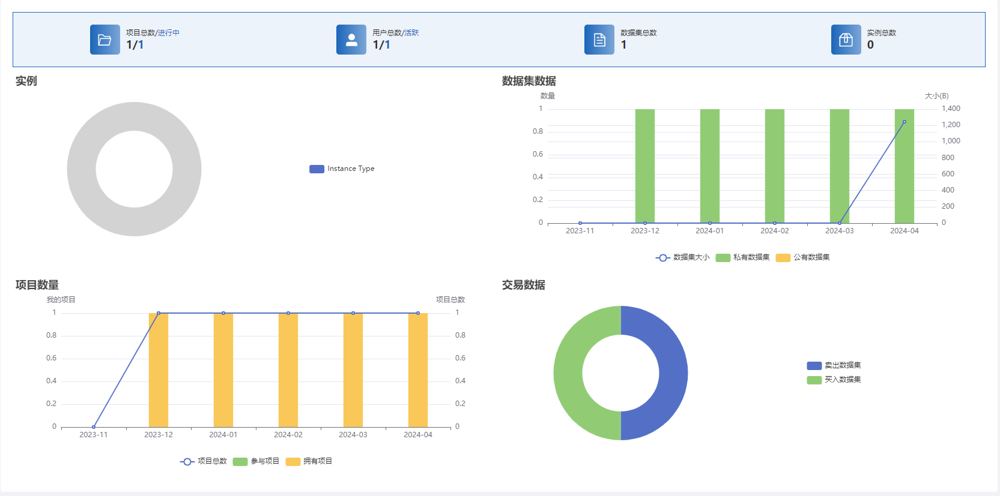 项目总数/进行中
1/1
用户总数/活跃
1/1
数据集总数
1
实例总数
0
实例
Instance Type
数据集数据
数量
大小(B)
1
0.8
0.6
0.4
0.2
0
1,400
1,200
1,000
800
600
400
200
0
2023-11 2023-12 2024-01 2024-02 2024-03 2024-04
数据集大小 私有数据集 公有数据集
项目数量
我的项目
项目总数
1
0.8
0.6
0.4
0.2
0
1
0.8
0.6
0.4
0.2
0
2023-11 2023-12 2024-01 2024-02 2024-03 2024-04
项目总数 参与项目 拥有项目
交易数据
卖出数据集
买入数据集